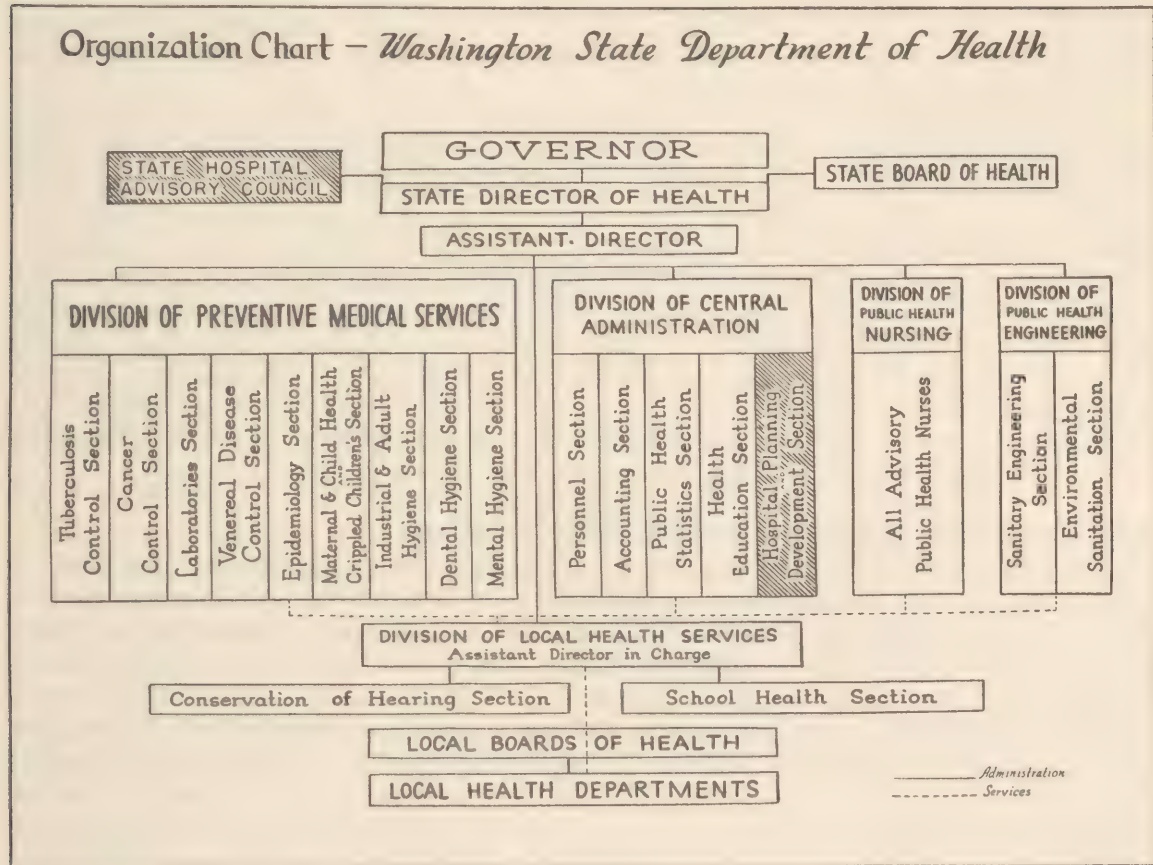 Organization Chart – Washington State Department of Health
GOVERNOR
STATE HOSPITAL
ADVISORY COUNCIL
STATE BOARD OF HEALTH
STATE DIRECTOR OF HEALTH
ASSISTANT. DIRECTOR
DIVISION OF PREVENTIVE MEDICAL SERVICES
Tuberculosis
Control Section
Cancer
Control Section
Laboratories Section
Venereal Disease
Control Section
Epidemiology Section
Maternal & Child Health
AND
Crippled Children's Section
Industrial & Adult
Hygiene Section
Dental Hygiene Section
Mental Hygiene Section
DIVISION OF CENTRAL
ADMINISTRATION
Personnel Section
Accounting Section
Public Health
Statistics Section
Health
Education Section
Hospital Planning
AND
Development Section
DIVISION OF
PUBLIC HEALTH
NURSING
All Advisory
Public Health Nurses
DIVISION OF
PUBLIC HEALTH
ENGINEERING
Sanitary Engineering
Section
Environmental
Sanitation Section
DIVISION OF LOCAL HEALTH SERVICES
Assistant Director in Charge
Conservation of Hearing Section
School Health Section
LOCAL BOARDS OF HEALTH
LOCAL HEALTH DEPARTMENTS
Administration
Services